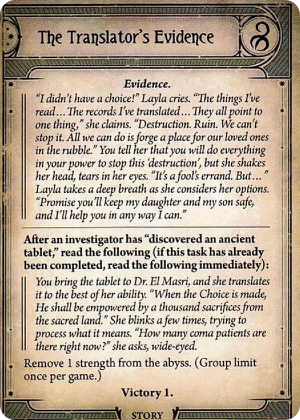 The Translator's Evidence
Evidence.
"I didn't have a choice!" Layla cries. "The things I've
read…The records I've translated…They all point to
one thing," she claims. "Destruction. Ruin. We can't
stop it. All we can do is forge a place for our loved ones
in the rubble." You tell her that you will do everything
in your power to stop this 'destruction', but she shakes
her head, tears in her eyes. "It's a fool's errand. But…"
Layla takes a deep breath as she considers her options.
"Promise you'll keep my daughter and my son safe,
and I'll help you in any way I can."
After an investigator has "discovered an ancient
tablet," read the following (if this task has already
been completed, read the following immediately):
You bring the tablet to Dr. El Masri, and she translates
it to the best of her ability. "When the Choice is made,
He shall be empowered by a thousand sacrifices from
the sacred land." She blinks a few times, trying to
process what it means. "How many coma patients are
there right now?" she asks, wide-eyed.
Remove 1 strength from the abyss. (Group limit
once per game.)
Victory 1.
STORY